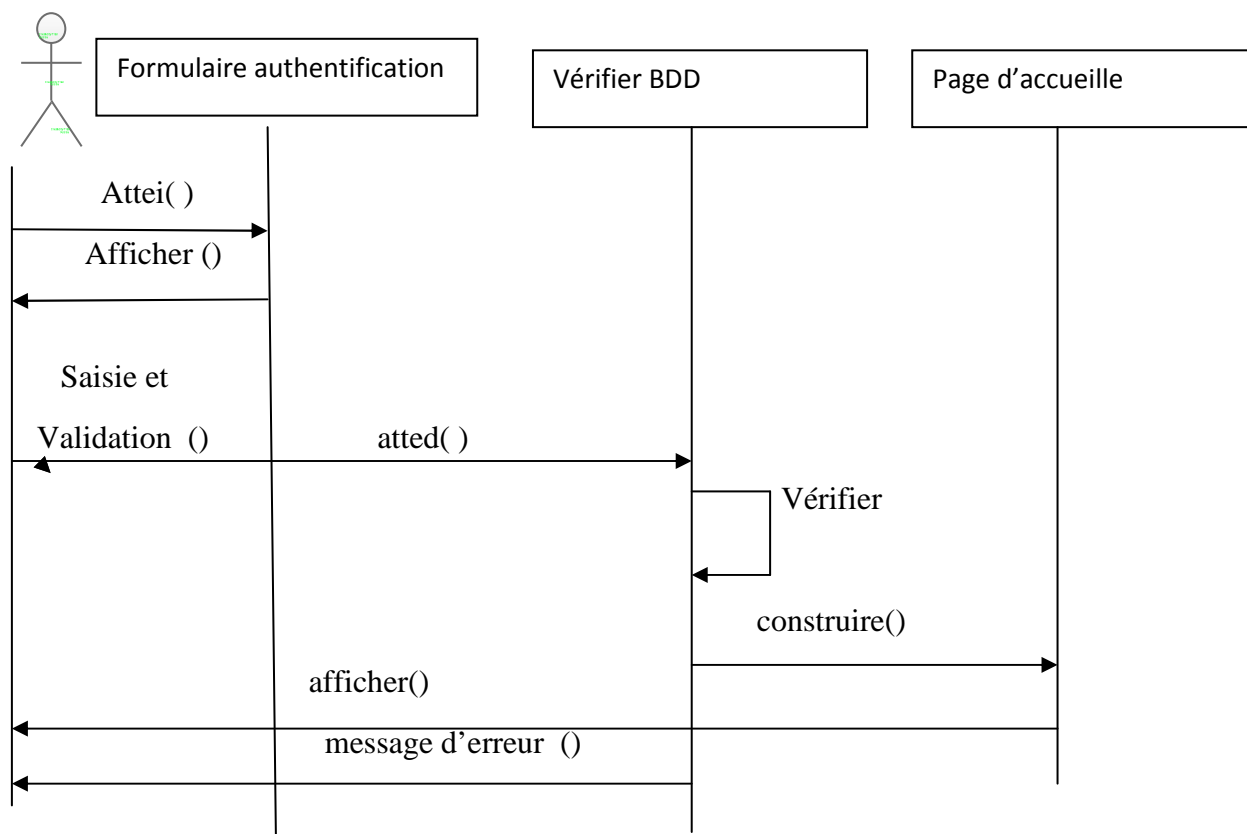 Formulaire authentification
Vérifier BDD
Page d’accueille
Attei( )
Afficher ()
Saisie et
Validation ()
atted( )
Vérifier
construire()
afficher()
message d’erreur ()